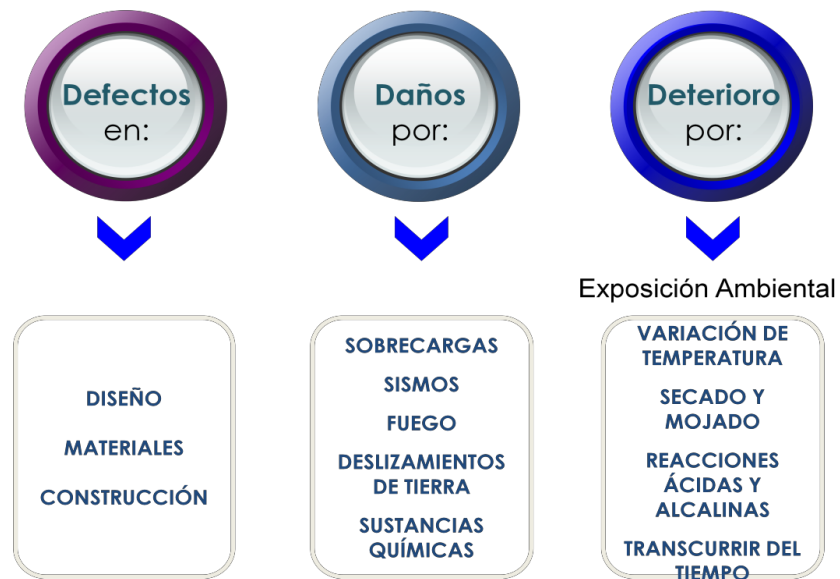 Defectos
en:
DISEÑO
MATERIALES
CONSTRUCCIÓN
Daños
por:
SOBRECARGAS
SISMOS
FUEGO
DESLIZAMIENTOS
DE TIERRA
SUSTANCIAS
QUÍMICAS
Deterioro
por:
Exposición Ambiental
VARIACIÓN DE
TEMPERATURA
SECADO Y
MOJADO
REACCIONES
ÁCIDAS Y
ALCALINAS
TRANSCURRIR DEL
TIEMPO